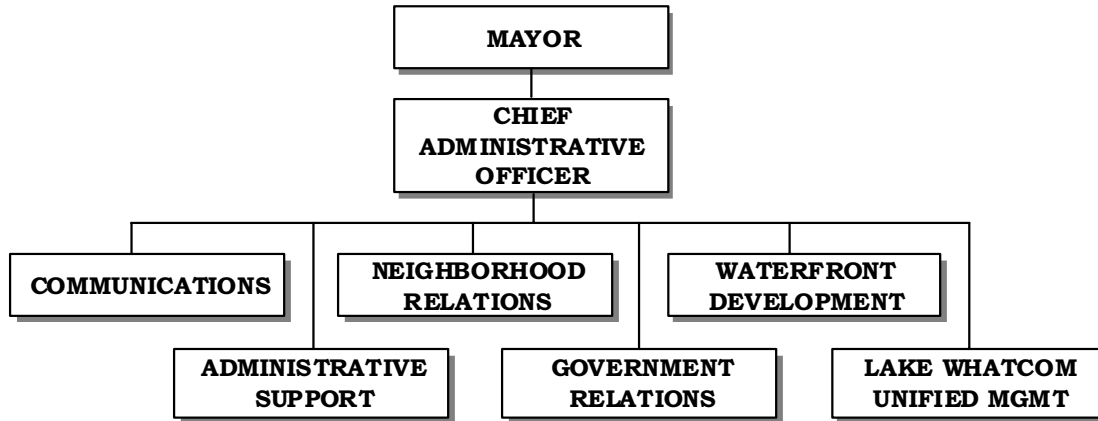 MAYOR
CHIEF
ADMINISTRATIVE
OFFICER
COMMUNICATIONS
NEIGHBORHOOD
RELATIONS
WATERFRONT
DEVELOPMENT
ADMINISTRATIVE
SUPPORT
GOVERNMENT
RELATIONS
LAKE WHATCOM
UNIFIED MGMT